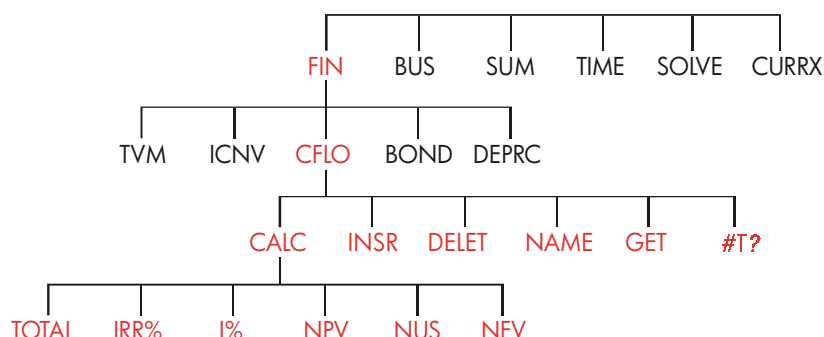 FIN BUS SUM TIME SOLVE CURRX
TVM ICNV CFLO BOND DEPRC
CALC INSR DELET NAME GET #T?
TOTAL IRR% I% NPV NUS NFV